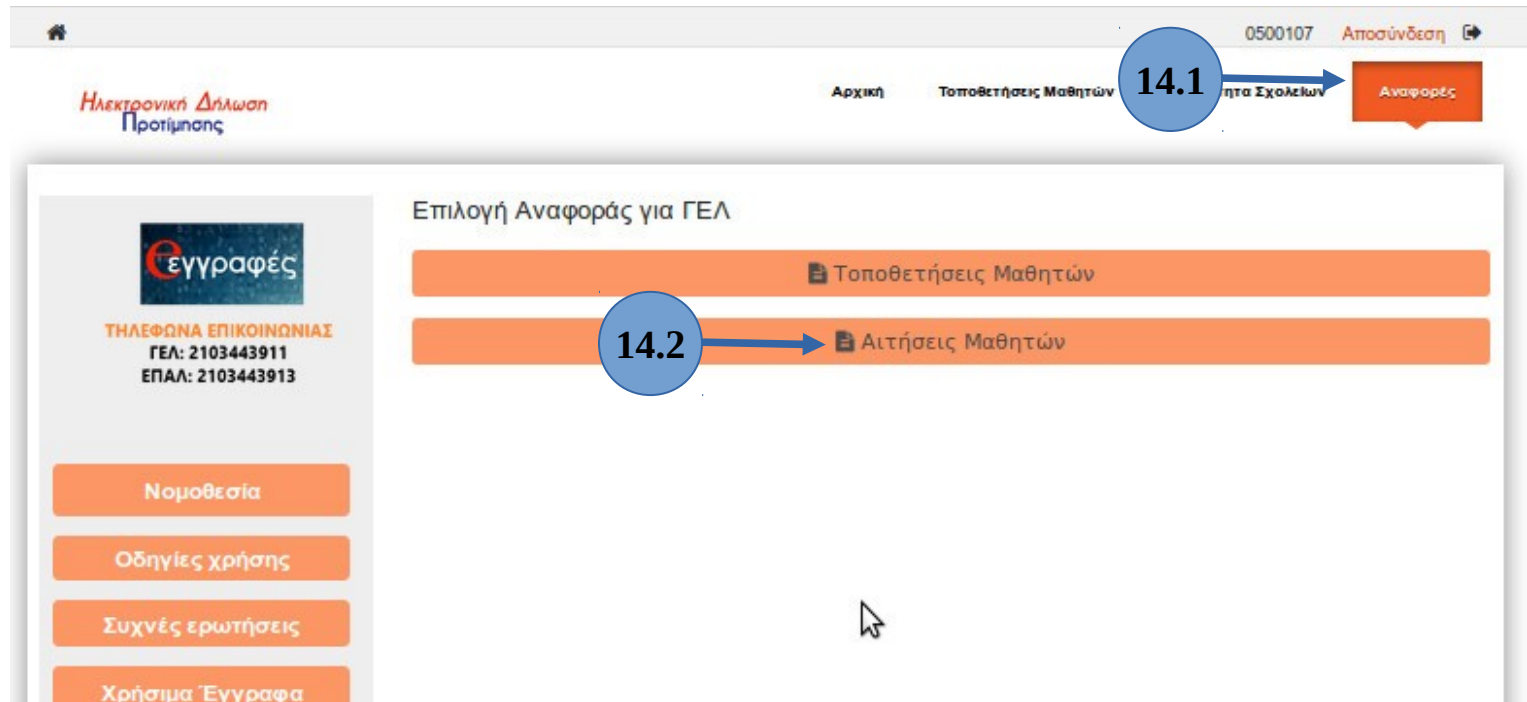 0500107 Αποσύνδεση
Ηλεκτρονική Δήλωση
Προτίμησης
Αρχική Τοποθετήσεις Μαθητών 14.1 ητα Σχολείων Αναφορές
Επιλογή Αναφοράς για ΓΕΛ
eεγγραφές
Τοποθετήσεις Μαθητών
ΤΗΛΕΦΩΝΑ ΕΠΙΚΟΙΝΩΝΙΑΣ
ΓΕΛ: 2103443911
ΕΠΑΛ: 2103443913
14.2 Αιτήσεις Μαθητών
Νομοθεσία
Οδηγίες χρήσης
Συχνές ερωτήσεις
Χρήσιμα Έγγραφα